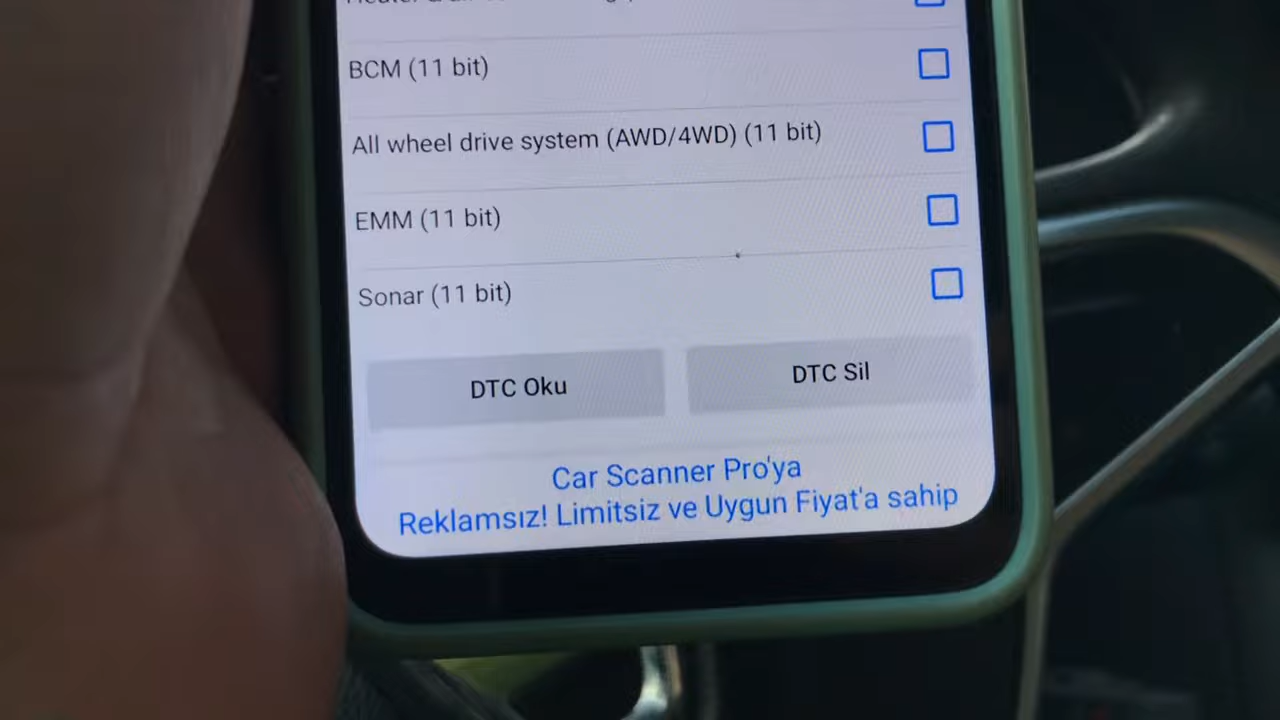 BCM (11 bit)
All wheel drive system (AWD/4WD) (11 bit)
EMM (11 bit)
Sonar (11 bit)
DTC Oku
DTC Sil
Car Scanner Pro'ya
Reklamsız! Limitsiz ve Uygun Fiyat'a sahip